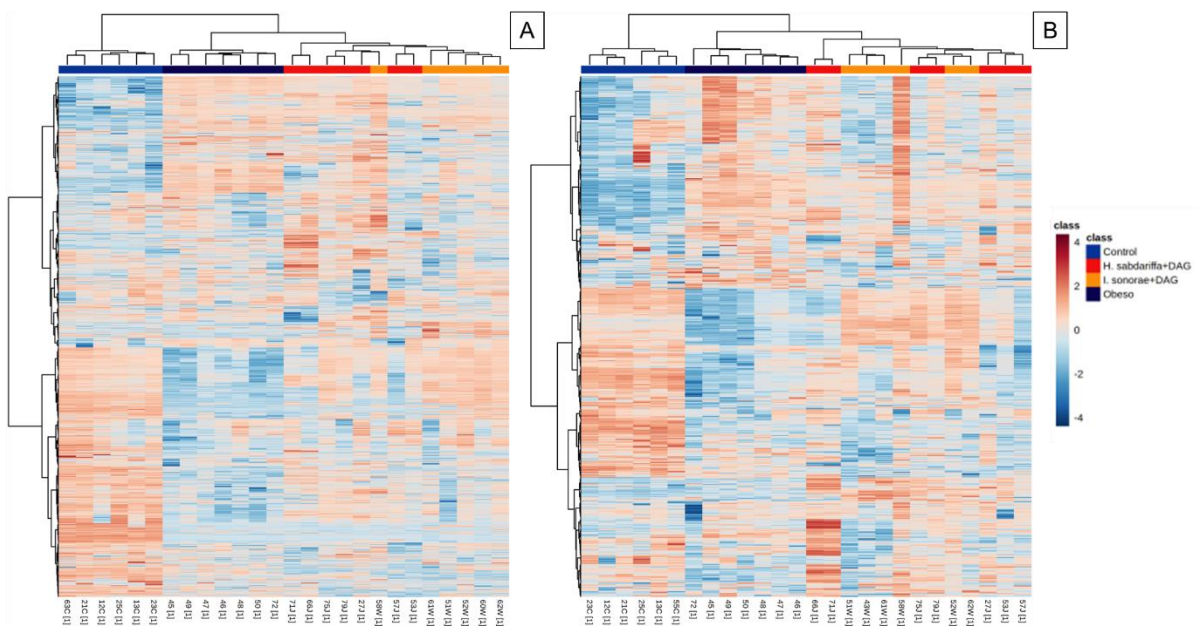 A
B
class
class
4
Control
H. sabdariffa+DAG
2
I. sonorae+DAG
Obeso
0
-2
-4
63C [1]
21C [1]
12C [1]
25C [1]
13C [1]
23C [1]
45 [1]
49 [1]
47 [1]
46 [1]
48 [1]
50 [1]
72 [1]
71J [1]
66J [1]
75J [1]
79J [1]
27J [1]
58W [1]
57J [1]
53J [1]
61W [1]
51W [1]
52W [1]
60W [1]
62W [1]
23C [1]
12C [1]
21C [1]
25C [1]
13C [1]
55C [1]
72 [1]
45 [1]
49 [1]
50 [1]
48 [1]
47 [1]
46 [1]
66J [1]
71J [1]
51W [1]
43W [1]
61W [1]
58W [1]
75J [1]
79J [1]
52W [1]
62W [1]
27J [1]
53J [1]
57J [1]